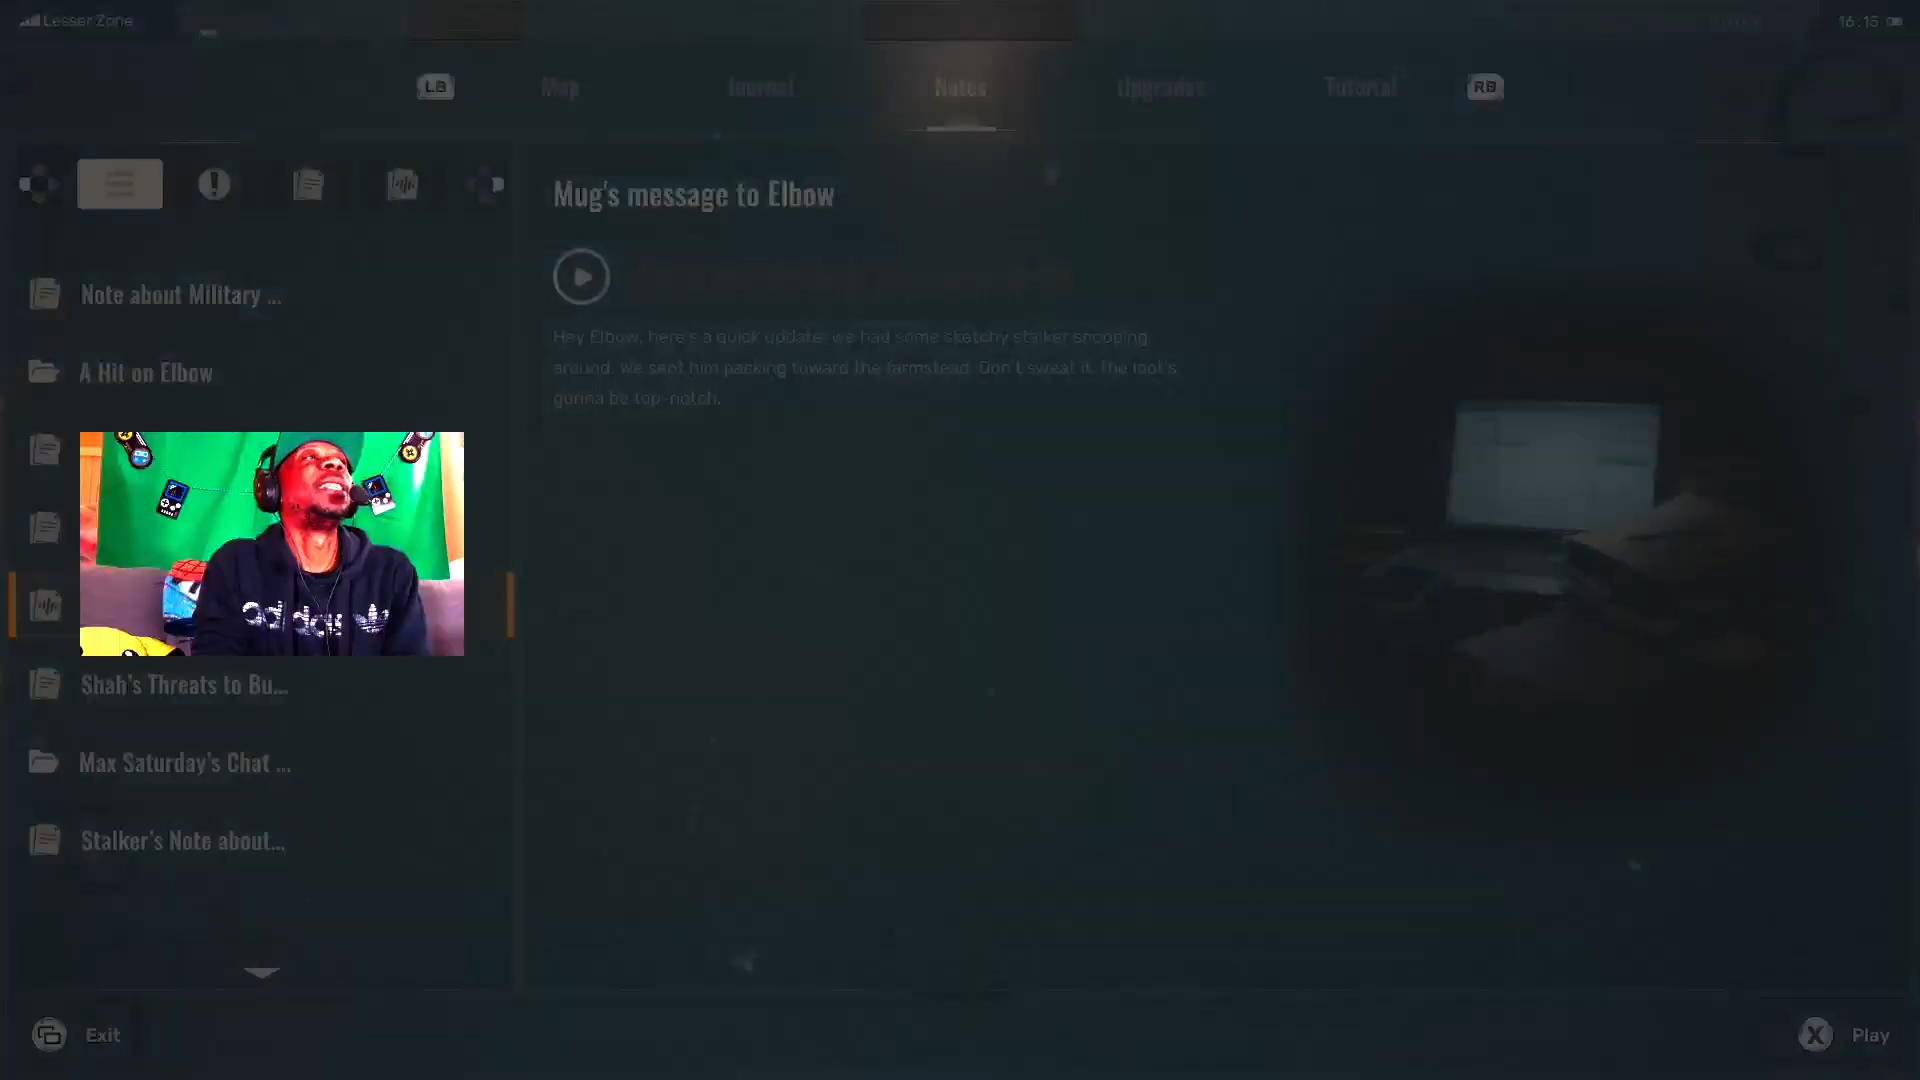 Lesser Zone
16:15
LB
Map
Journal
Notes
Upgrades
Tutorial
RB
Mug's message to Elbow
Note about Military ...
Hey Elbow, here's a quick update: we had some sketchy stalker snooping
around. We sent him packing toward the farmstead. Don't sweat it, the loot's
gonna be top-notch.
A Hit on Elbow
adidas
Shah's Threats to Bu...
Max Saturday's Chat ...
Stalker's Note about...
Exit
X
Play